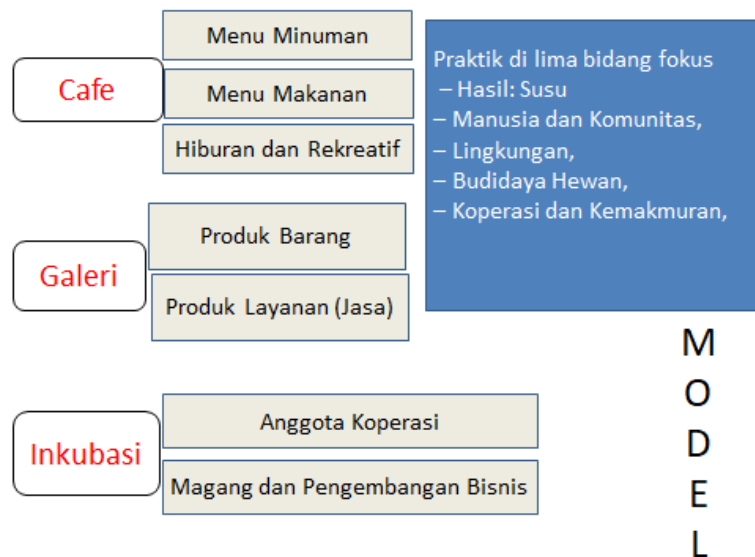 Cafe
Menu Minuman
Menu Makanan
Hiburan dan Rekreatif
Galeri
Produk Barang
Produk Layanan (Jasa)
Inkubasi
Anggota Koperasi
Magang dan Pengembangan Bisnis
Praktik di lima bidang fokus
– Hasil: Susu
– Manusia dan Komunitas,
– Lingkungan,
– Budidaya Hewan,
– Koperasi dan Kemakmuran,
M
O
D
E
L